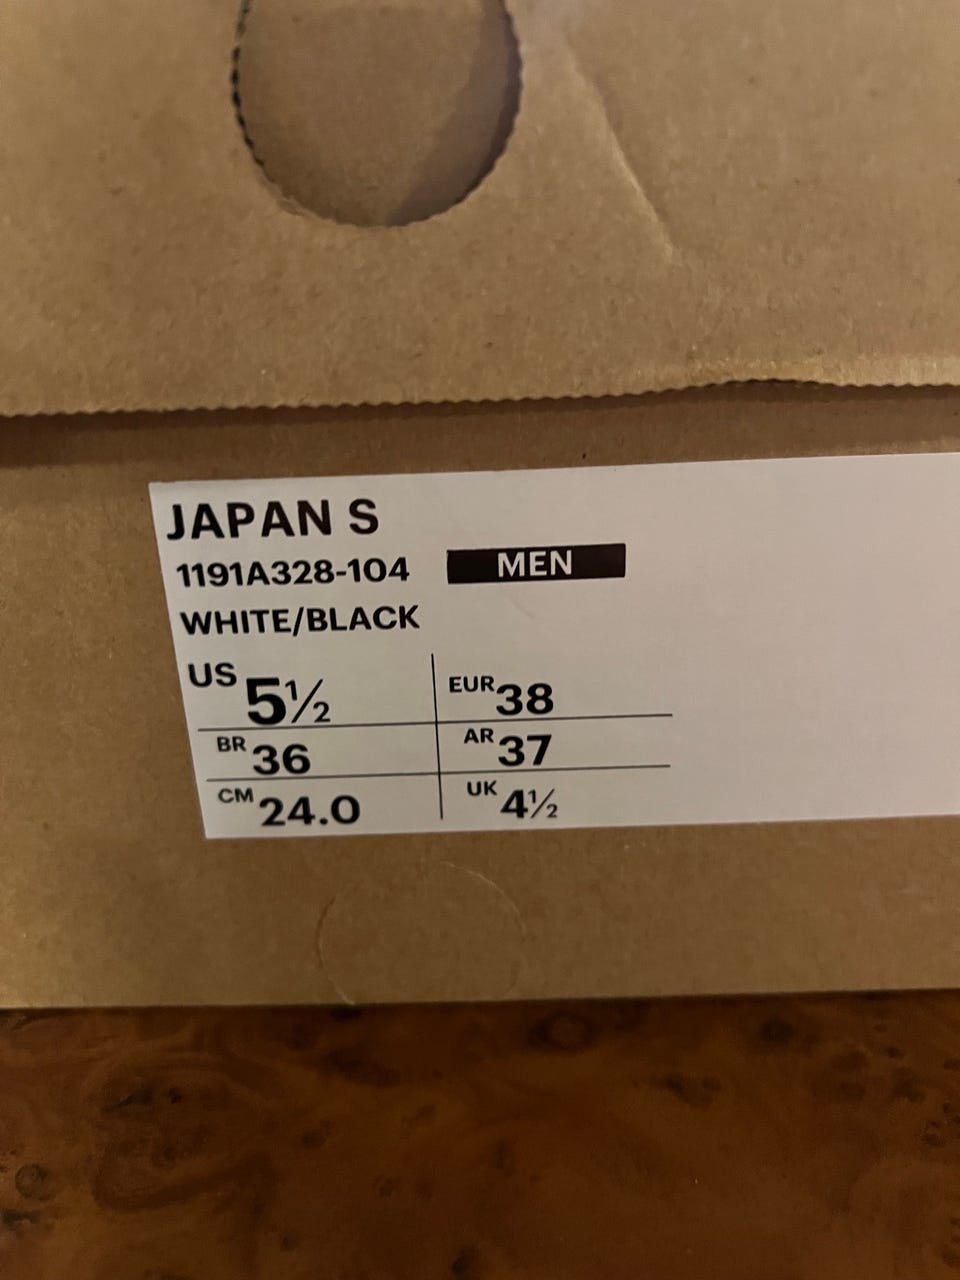 JAPAN S
1191A328-104 MEN
WHITE/BLACK
US 5½ EUR 38
BR 36 AR 37
CM 24.0 UK 4½